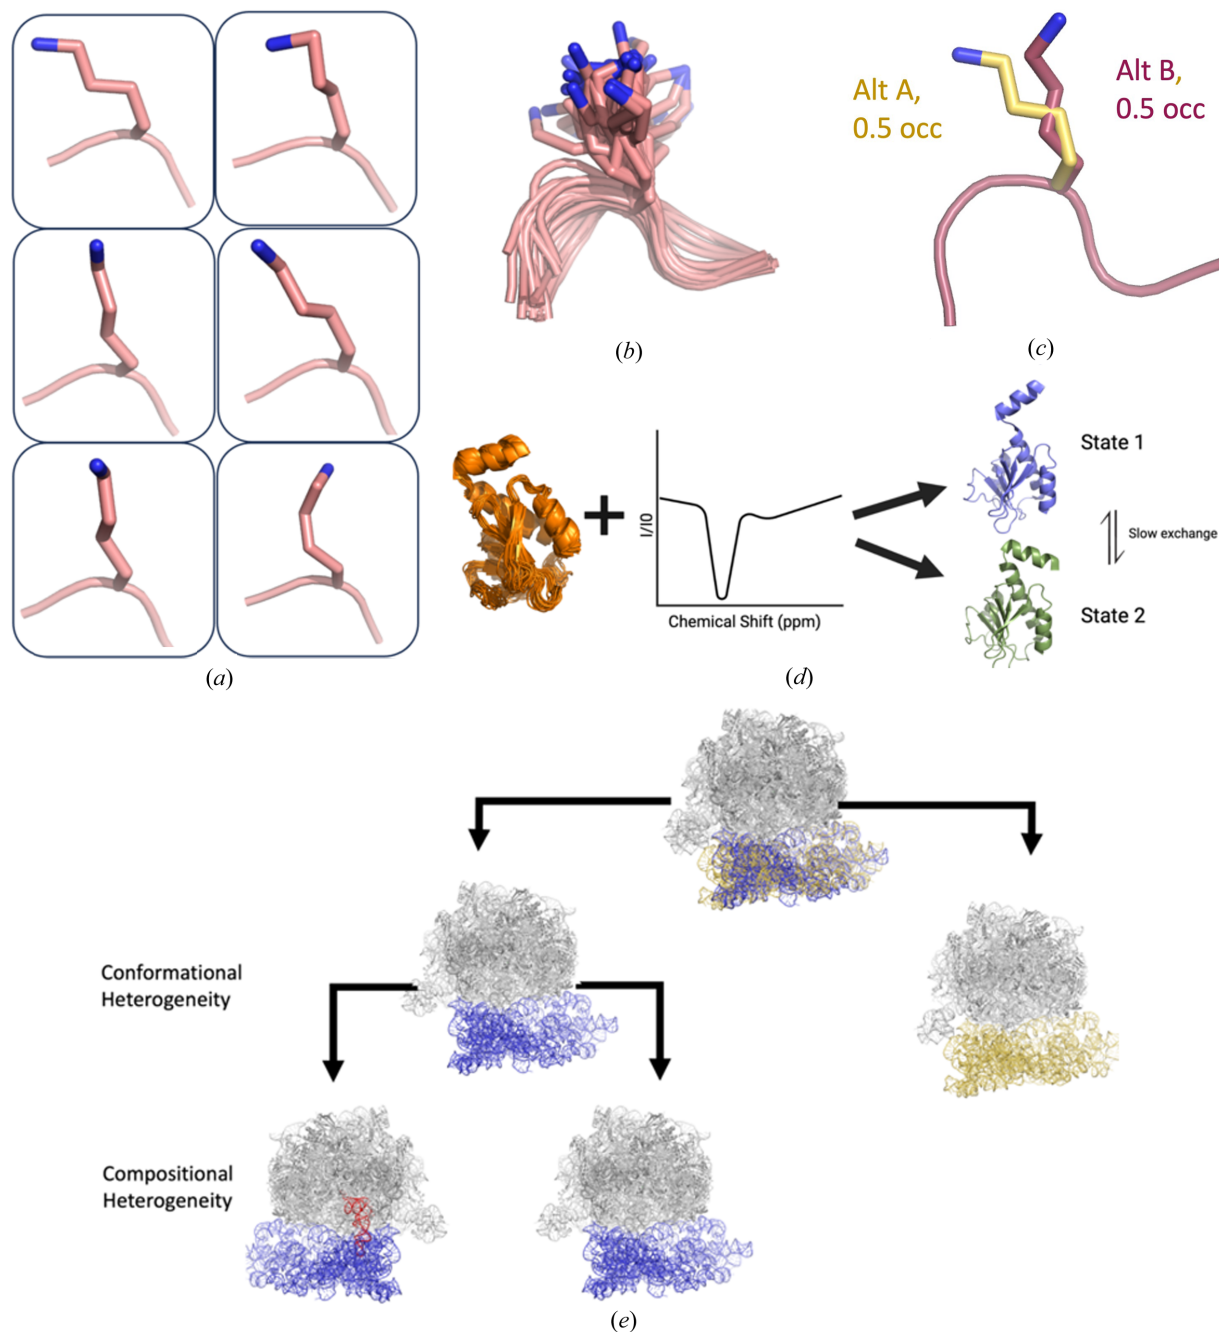 Alt A,
0.5 occ
Alt B,
0.5 occ
(b)
(c)
I/I0
Chemical Shift (ppm)
State 1
Slow exchange
State 2
(a)
(d)
Conformational
Heterogeneity
Compositional
Heterogeneity
(e)